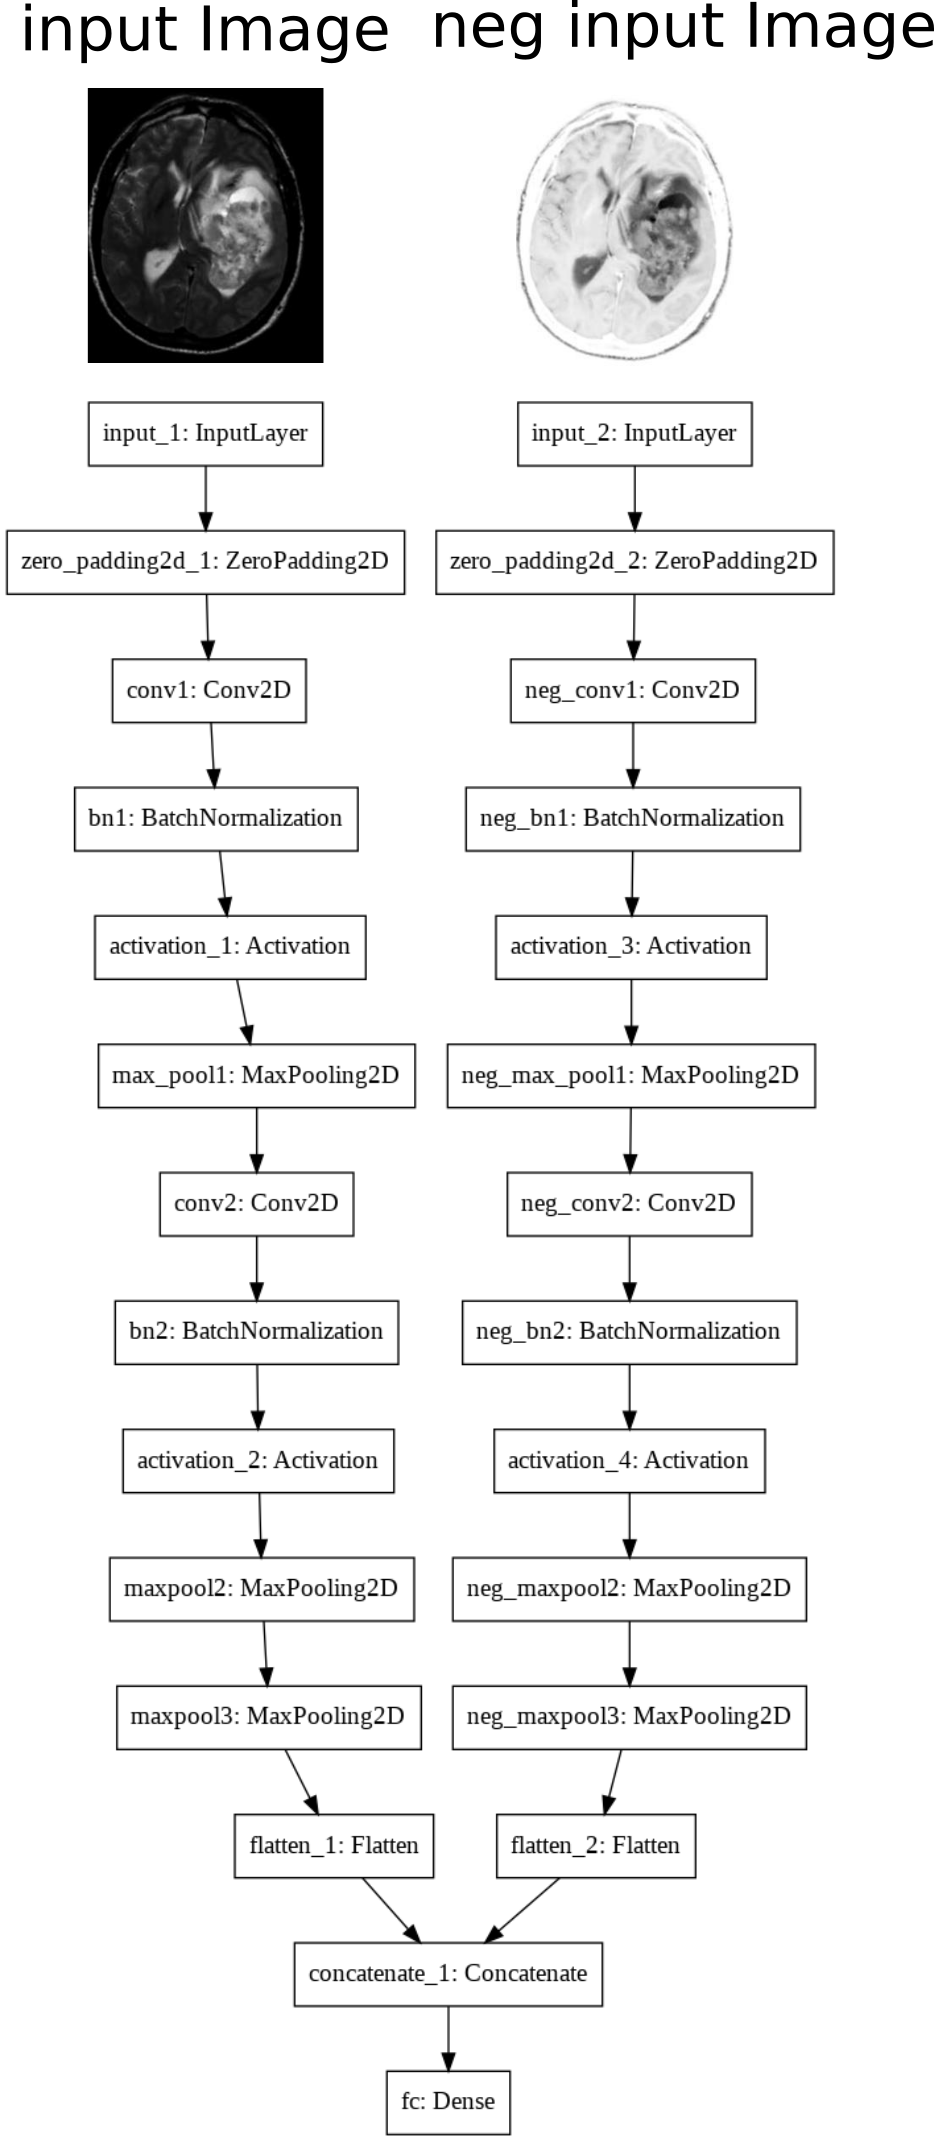 input Image
neg input Image
input_1: InputLayer
input_2: InputLayer
zero_padding2d_1: ZeroPadding2D
zero_padding2d_2: ZeroPadding2D
conv1: Conv2D
neg_conv1: Conv2D
bn1: BatchNormalization
neg_bn1: BatchNormalization
activation_1: Activation
activation_3: Activation
max_pool1: MaxPooling2D
neg_max_pool1: MaxPooling2D
conv2: Conv2D
neg_conv2: Conv2D
bn2: BatchNormalization
neg_bn2: BatchNormalization
activation_2: Activation
activation_4: Activation
maxpool2: MaxPooling2D
neg_maxpool2: MaxPooling2D
maxpool3: MaxPooling2D
neg_maxpool3: MaxPooling2D
flatten_1: Flatten
flatten_2: Flatten
concatenate_1: Concatenate
fc: Dense